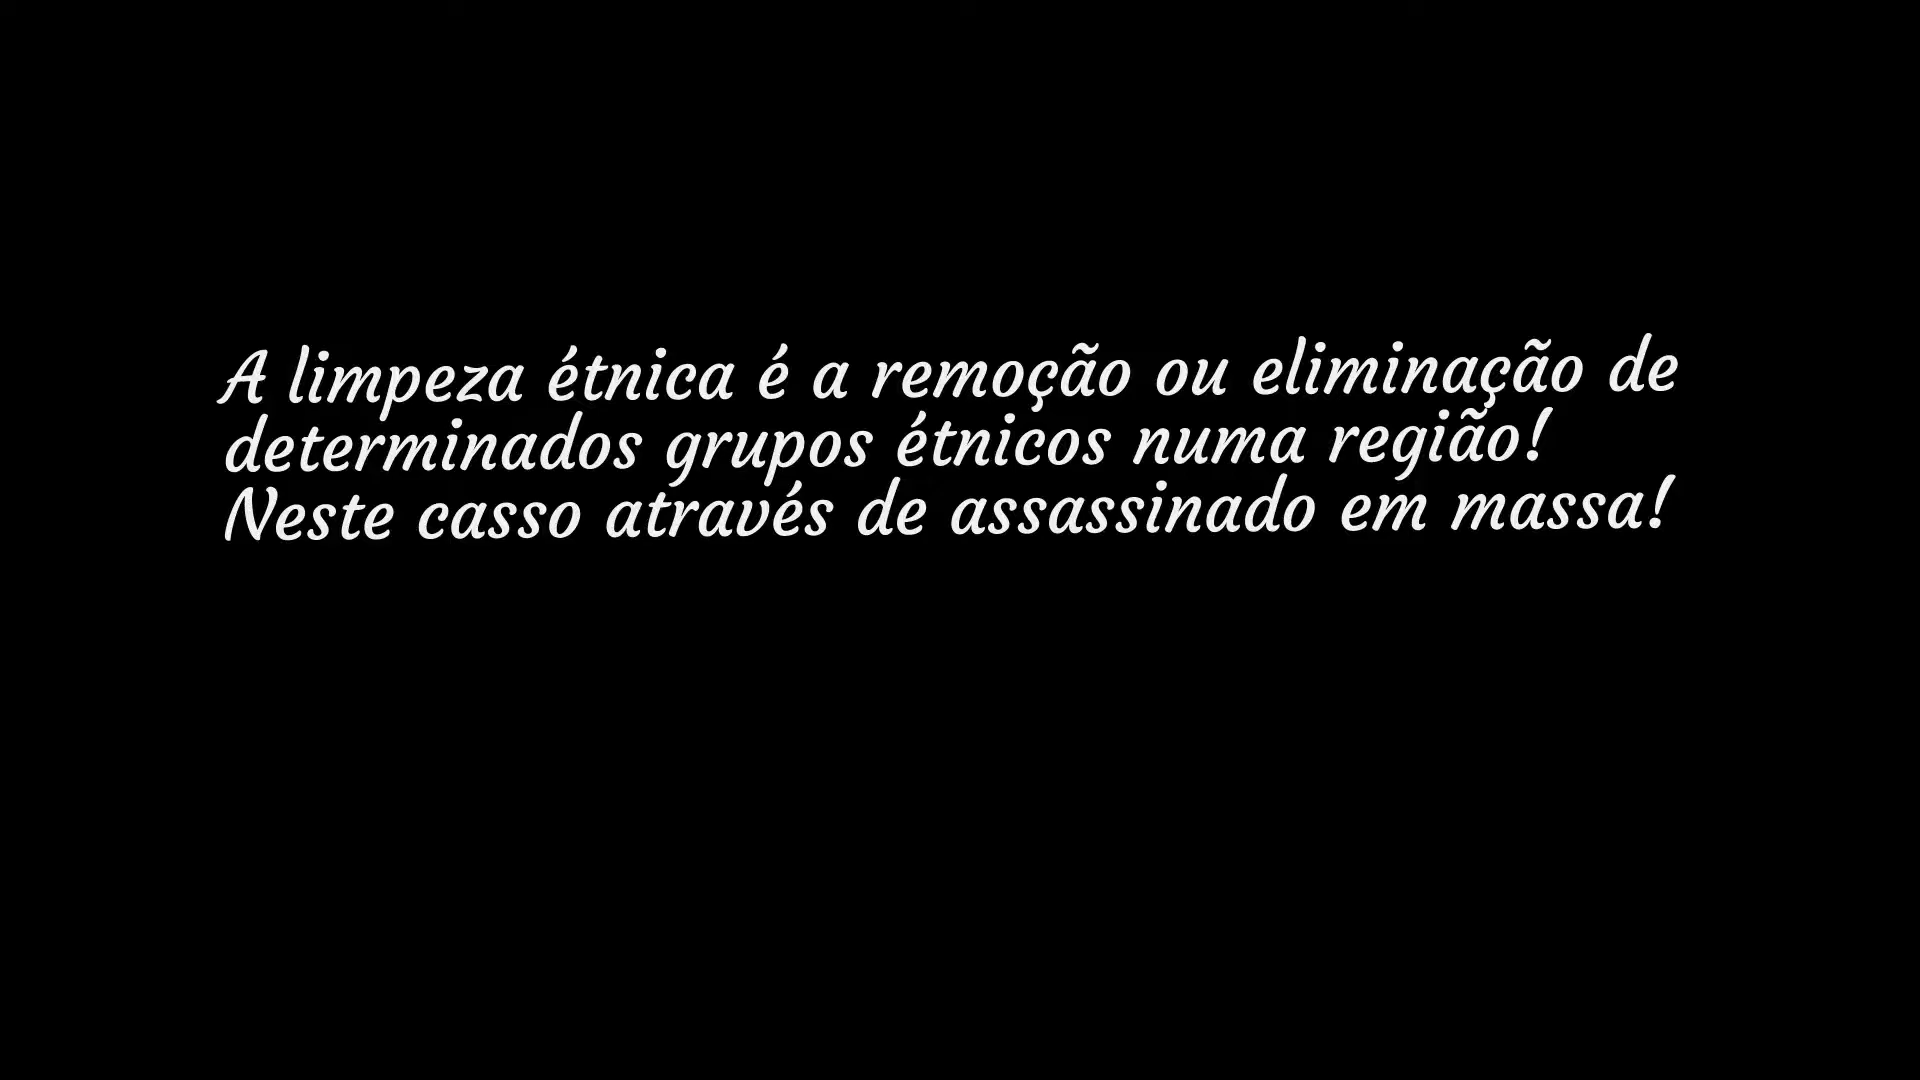 A limpeza étnica é a remoção ou eliminação de
determinados grupos étnicos numa região!
Neste casso através de assassinado em massa!